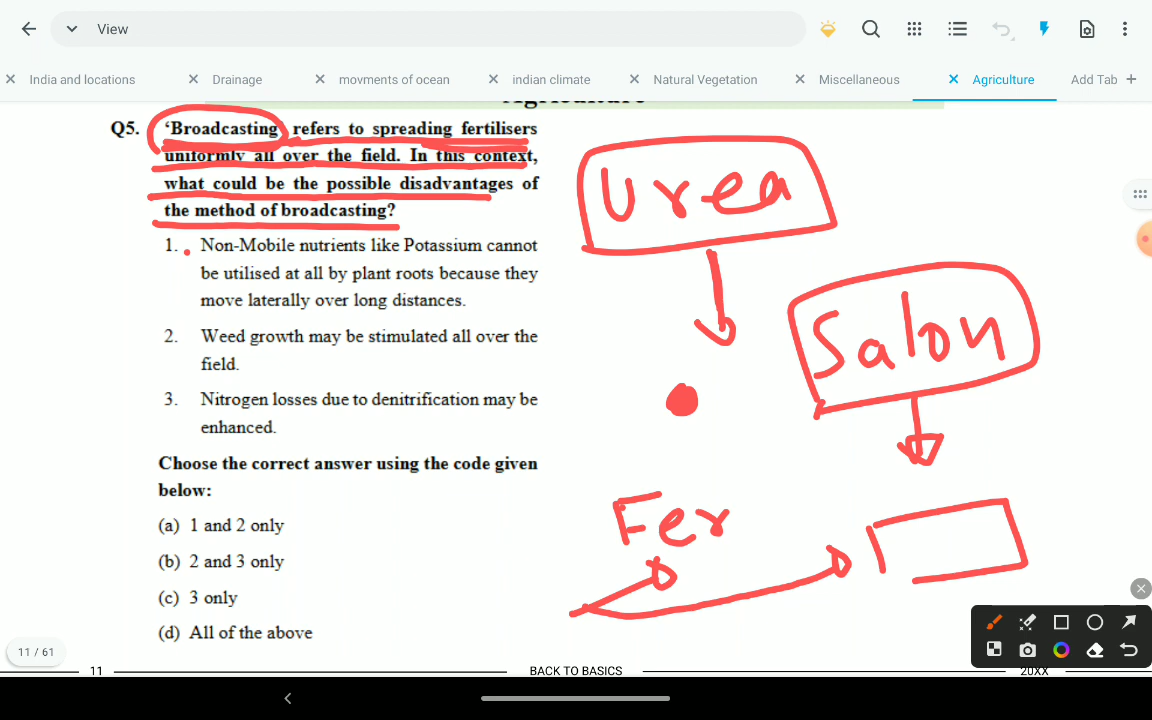 View
India and locations
Drainage
movments of ocean
indian climate
Natural Vegetation
Miscellaneous
Agriculture
Add Tab
Agriculture
Q5. ‘Broadcasting refers to spreading fertilisers
uniformly all over the field. In this context,
what could be the possible disadvantages of
the method of broadcasting?
1. Non-Mobile nutrients like Potassium cannot
be utilised at all by plant roots because they
move laterally over long distances.
2. Weed growth may be stimulated all over the
field.
3. Nitrogen losses due to denitrification may be
enhanced.
Choose the correct answer using the code given
below:
(a) 1 and 2 only
(b) 2 and 3 only
(c) 3 only
(d) All of the above
Urea
Salon
Fer
11 / 61
11
BACK TO BASICS
20XX